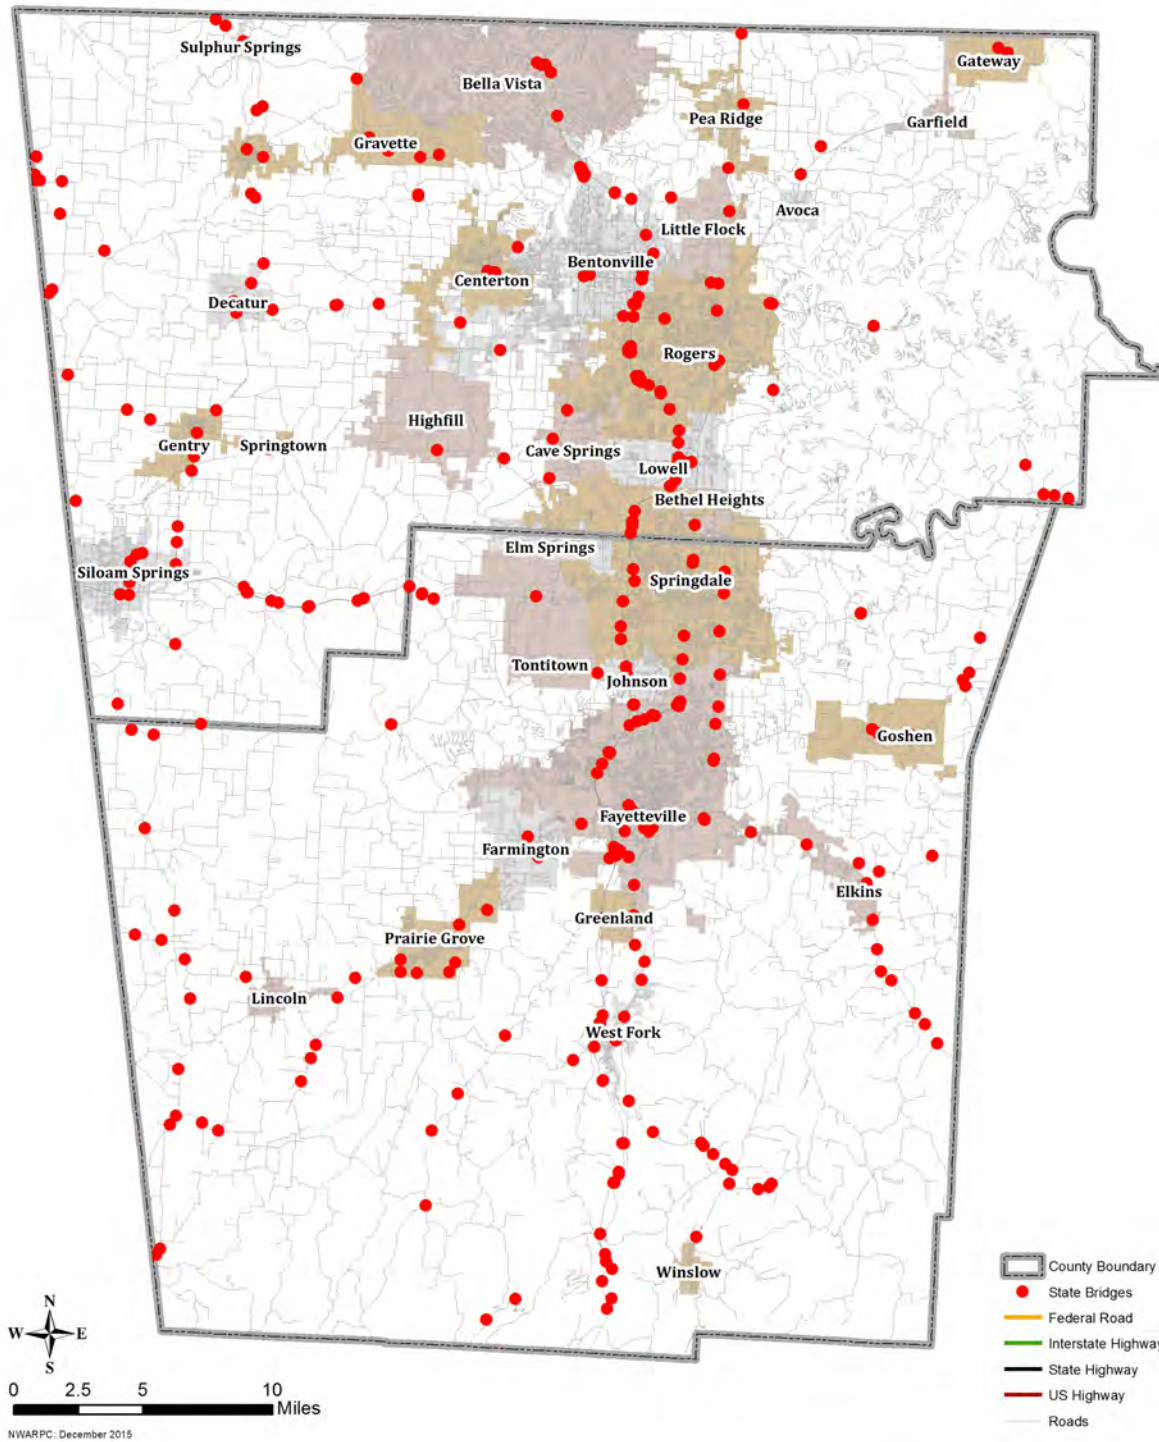 Sulphur Springs
Gateway
Bella Vista
Pea Ridge
Garfield
Gravette
Avoca
Little Flock
Bentonville
Centerton
Decatur
Rogers
Highfill
Gentry
Springtown
Cave Springs
Lowell
Bethel Heights
Elm Springs
Siloam Springs
Springdale
Tontitown
Johnson
Goshen
Fayetteville
Farmington
Elkins
Greenland
Prairie Grove
Lincoln
West Fork
Winslow
County Boundary
State Bridges
Federal Road
Interstate Highway
State Highway
US Highway
Roads
N
W E
S
0 2.5 5 10
Miles
NWARPC: December 2015